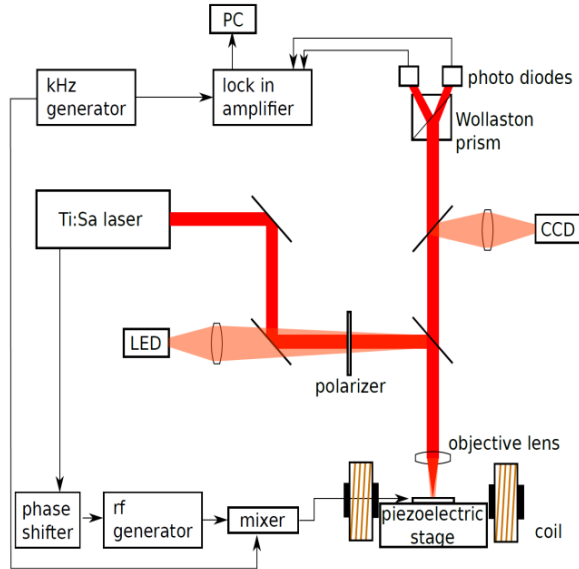 PC
kHz
generator
lock in
amplifier
photo diodes
Wollaston
prism
Ti:Sa laser
CCD
LED
polarizer
objective lens
phase
shifter
rf
generator
mixer
piezoelectric
stage
coil